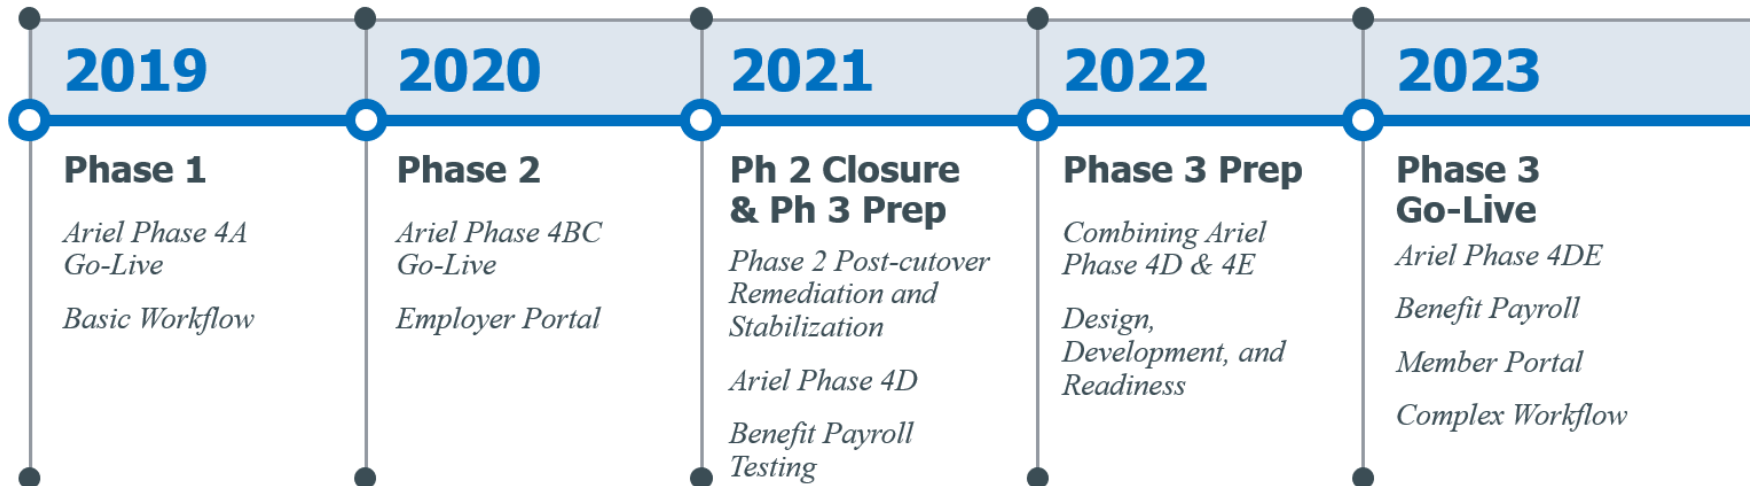 2019
Phase 1
Ariel Phase 4A
Go-Live
Basic Workflow
2020
Phase 2
Ariel Phase 4BC
Go-Live
Employer Portal
2021
Ph 2 Closure
& Ph 3 Prep
Phase 2 Post-cutover
Remediation and
Stabilization
Ariel Phase 4D
Benefit Payroll
Testing
2022
Phase 3 Prep
Combining Ariel
Phase 4D & 4E
Design,
Development, and
Readiness
2023
Phase 3
Go-Live
Ariel Phase 4DE
Benefit Payroll
Member Portal
Complex Workflow